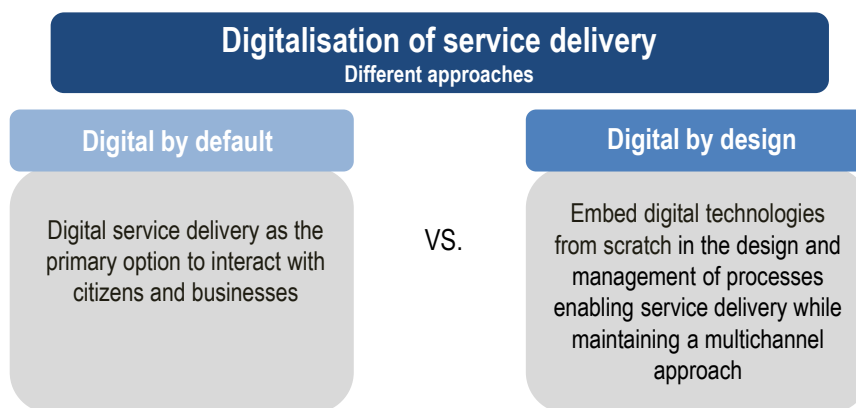 Digitalisation of service delivery
Different approaches
Digital by default
Digital service delivery as the
primary option to interact with
citizens and businesses
VS.
Digital by design
Embed digital technologies
from scratch in the design and
management of processes
enabling service delivery while
maintaining a multichannel
approach